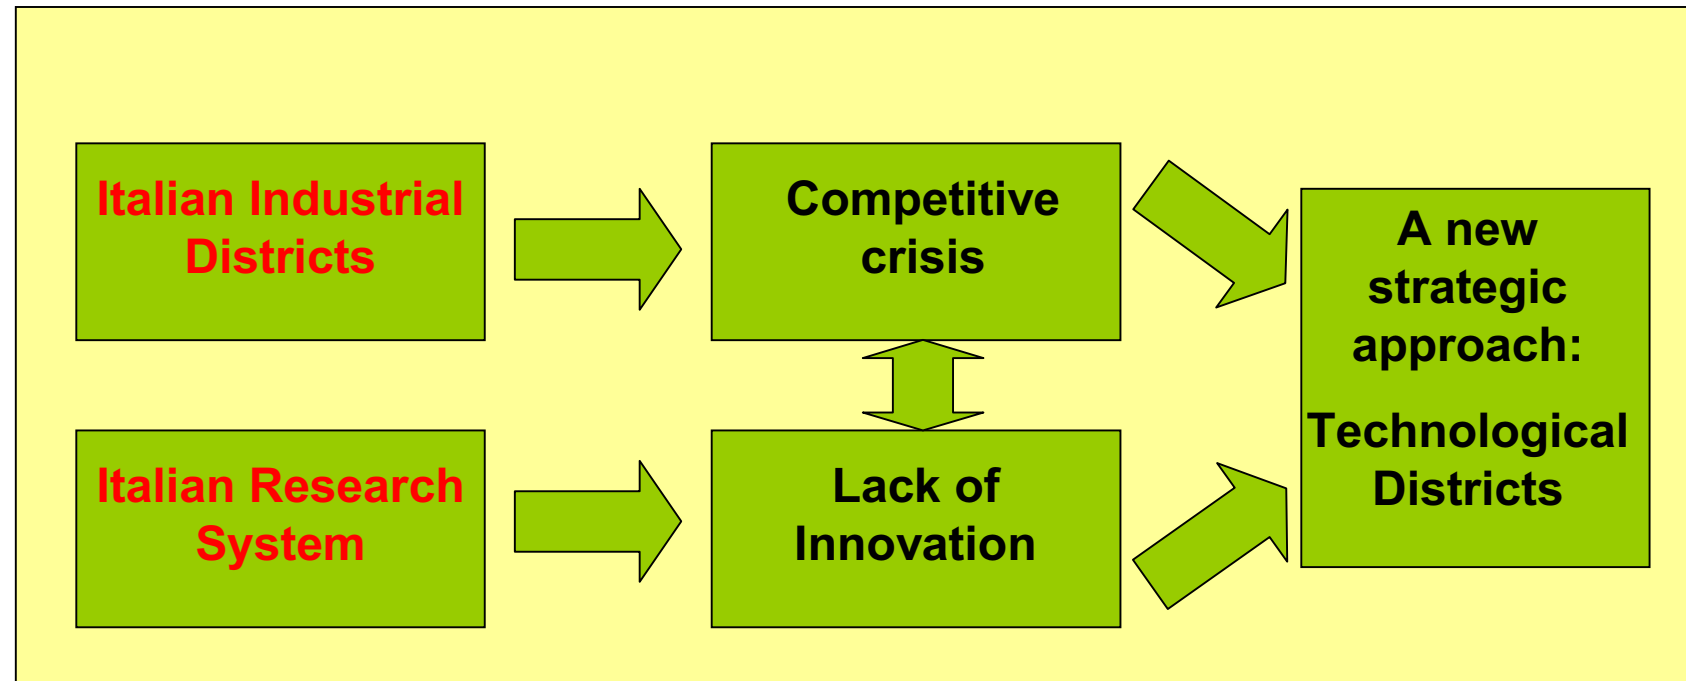 Italian Industrial
Districts
Competitive
crisis
A new
strategic
approach:
Technological
Districts
Italian Research
System
Lack of
Innovation